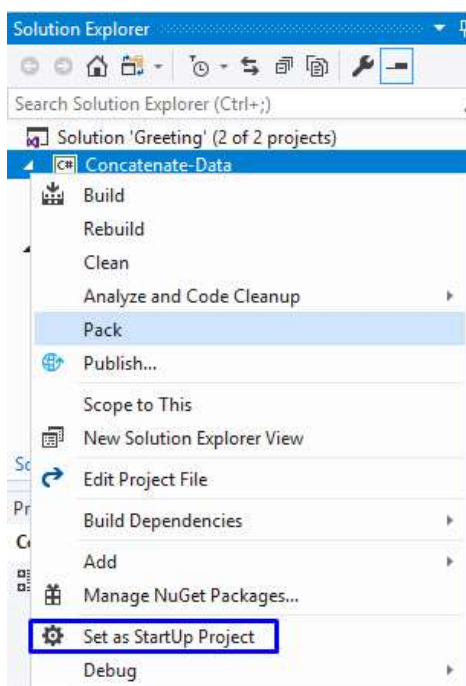 Solution Explorer
Search Solution Explorer (Ctrl+;)
Solution 'Greeting' (2 of 2 projects)
C# Concatenate-Data
Build
Rebuild
Clean
Analyze and Code Cleanup
Pack
Publish...
Scope to This
New Solution Explorer View
Edit Project File
Build Dependencies
Add
Manage NuGet Packages...
Set as StartUp Project
Debug